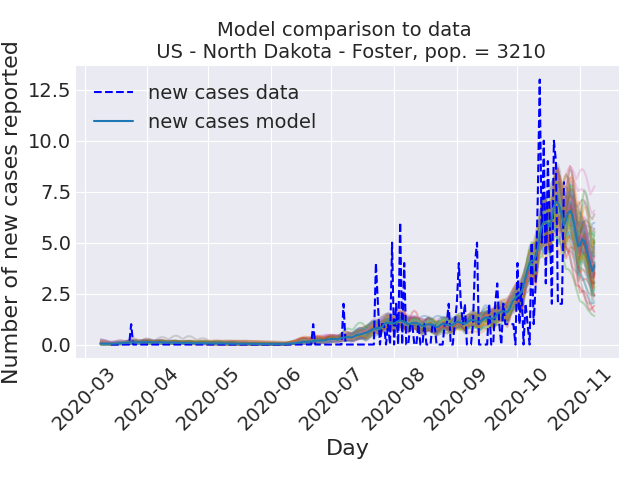 Model comparison to data
US - North Dakota - Foster, pop. = 3210
new cases data
new cases model
Number of new cases reported
12.5
10.0
7.5
5.0
2.5
0.0
2020-03
2020-04
2020-05
2020-06
2020-07
2020-08
2020-09
2020-10
2020-11
Day